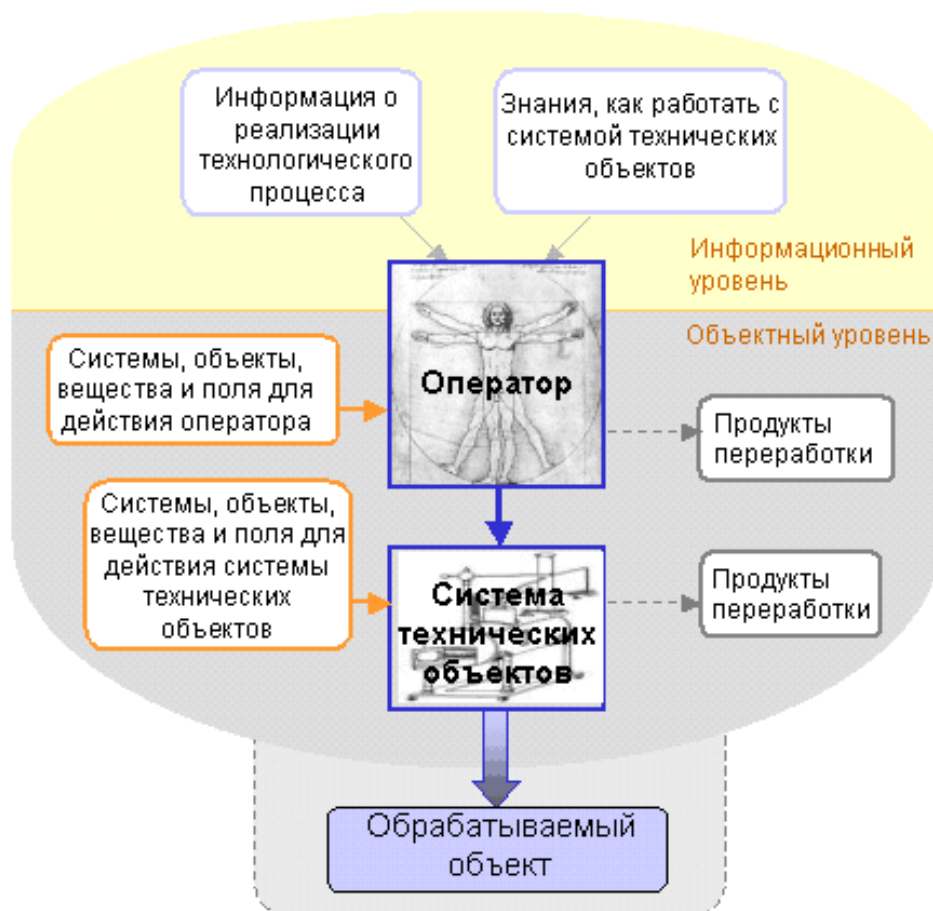 Информация о
реализации
технологического
процесса
Знания, как работать с
системой технических
объектов
Информационный
уровень
Объектный уровень
Системы, объекты,
вещества и поля для
действия оператора
Оператор
Продукты
переработки
Системы, объекты,
вещества и поля для
действия системы
технических
объектов
Система
технических
объектов
Продукты
переработки
Обрабатываемый
объект